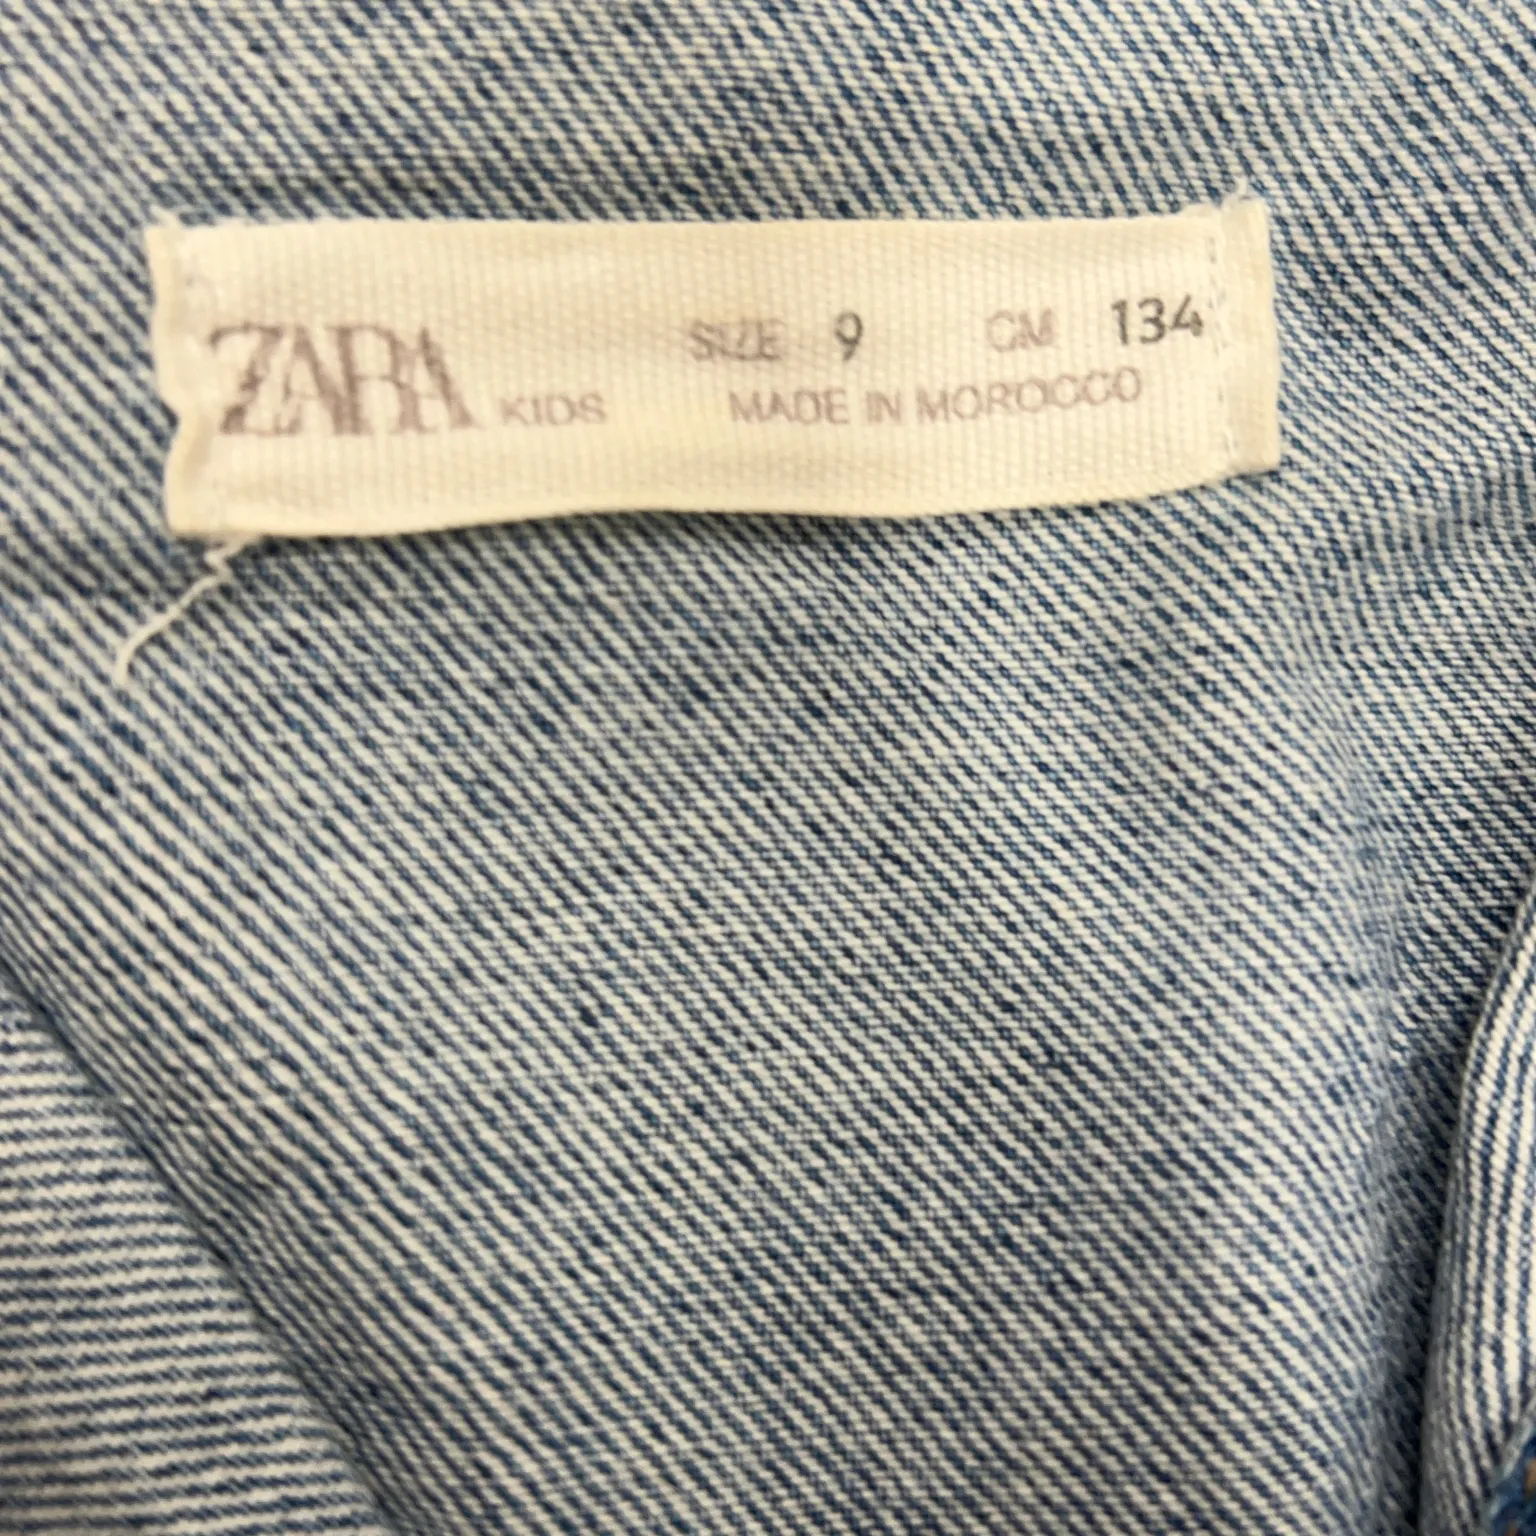 ZARA KIDS SIZE 9 CM 134
MADE IN MOROCCO